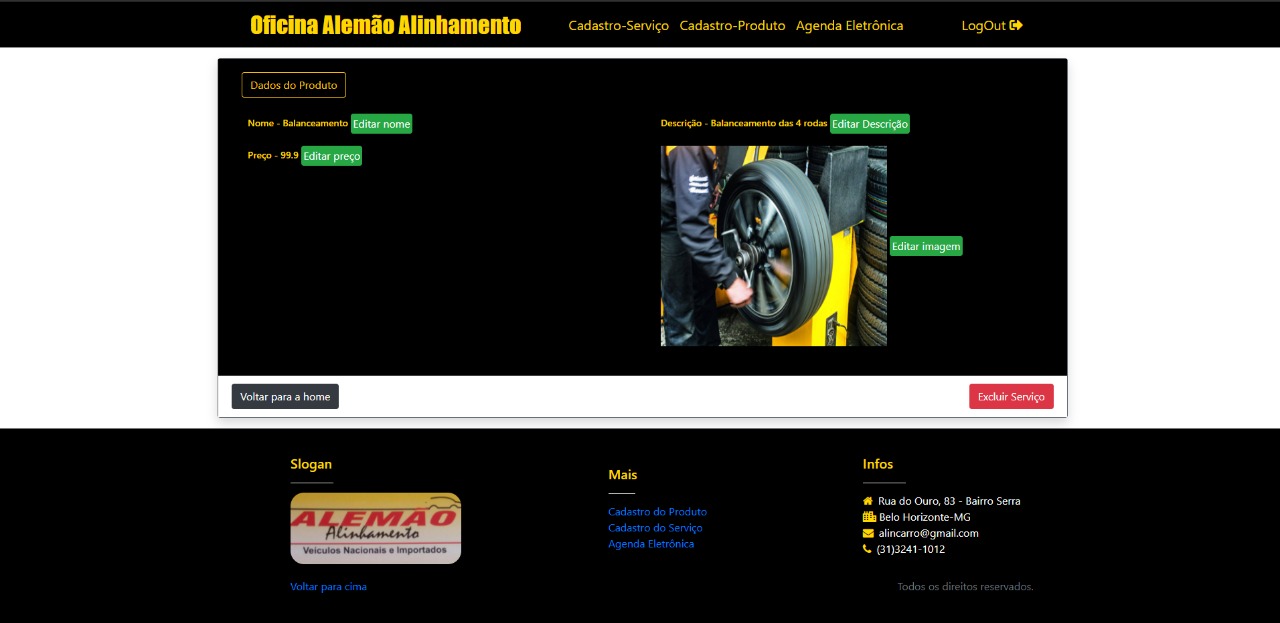 Oficina Alemão Alinhamento
Cadastro-Serviço Cadastro-Produto Agenda Eletrônica
LogOut
Dados do Produto
Nome - Balanceamento Editar nome
Preço - 99.9 Editar preço
Descrição - Balanceamento das 4 rodas Editar Descrição
Editar imagem
Voltar para a home
Excluir Serviço
Slogan
ALEMÃO
Alinhamento
Veículos Nacionais e Importados
Voltar para cima
Mais
Cadastro do Produto
Cadastro do Serviço
Agenda Eletrônica
Infos
Rua do Ouro, 83 - Bairro Serra
Belo Horizonte-MG
alincarro@gmail.com
(31)3241-1012
Todos os direitos reservados.